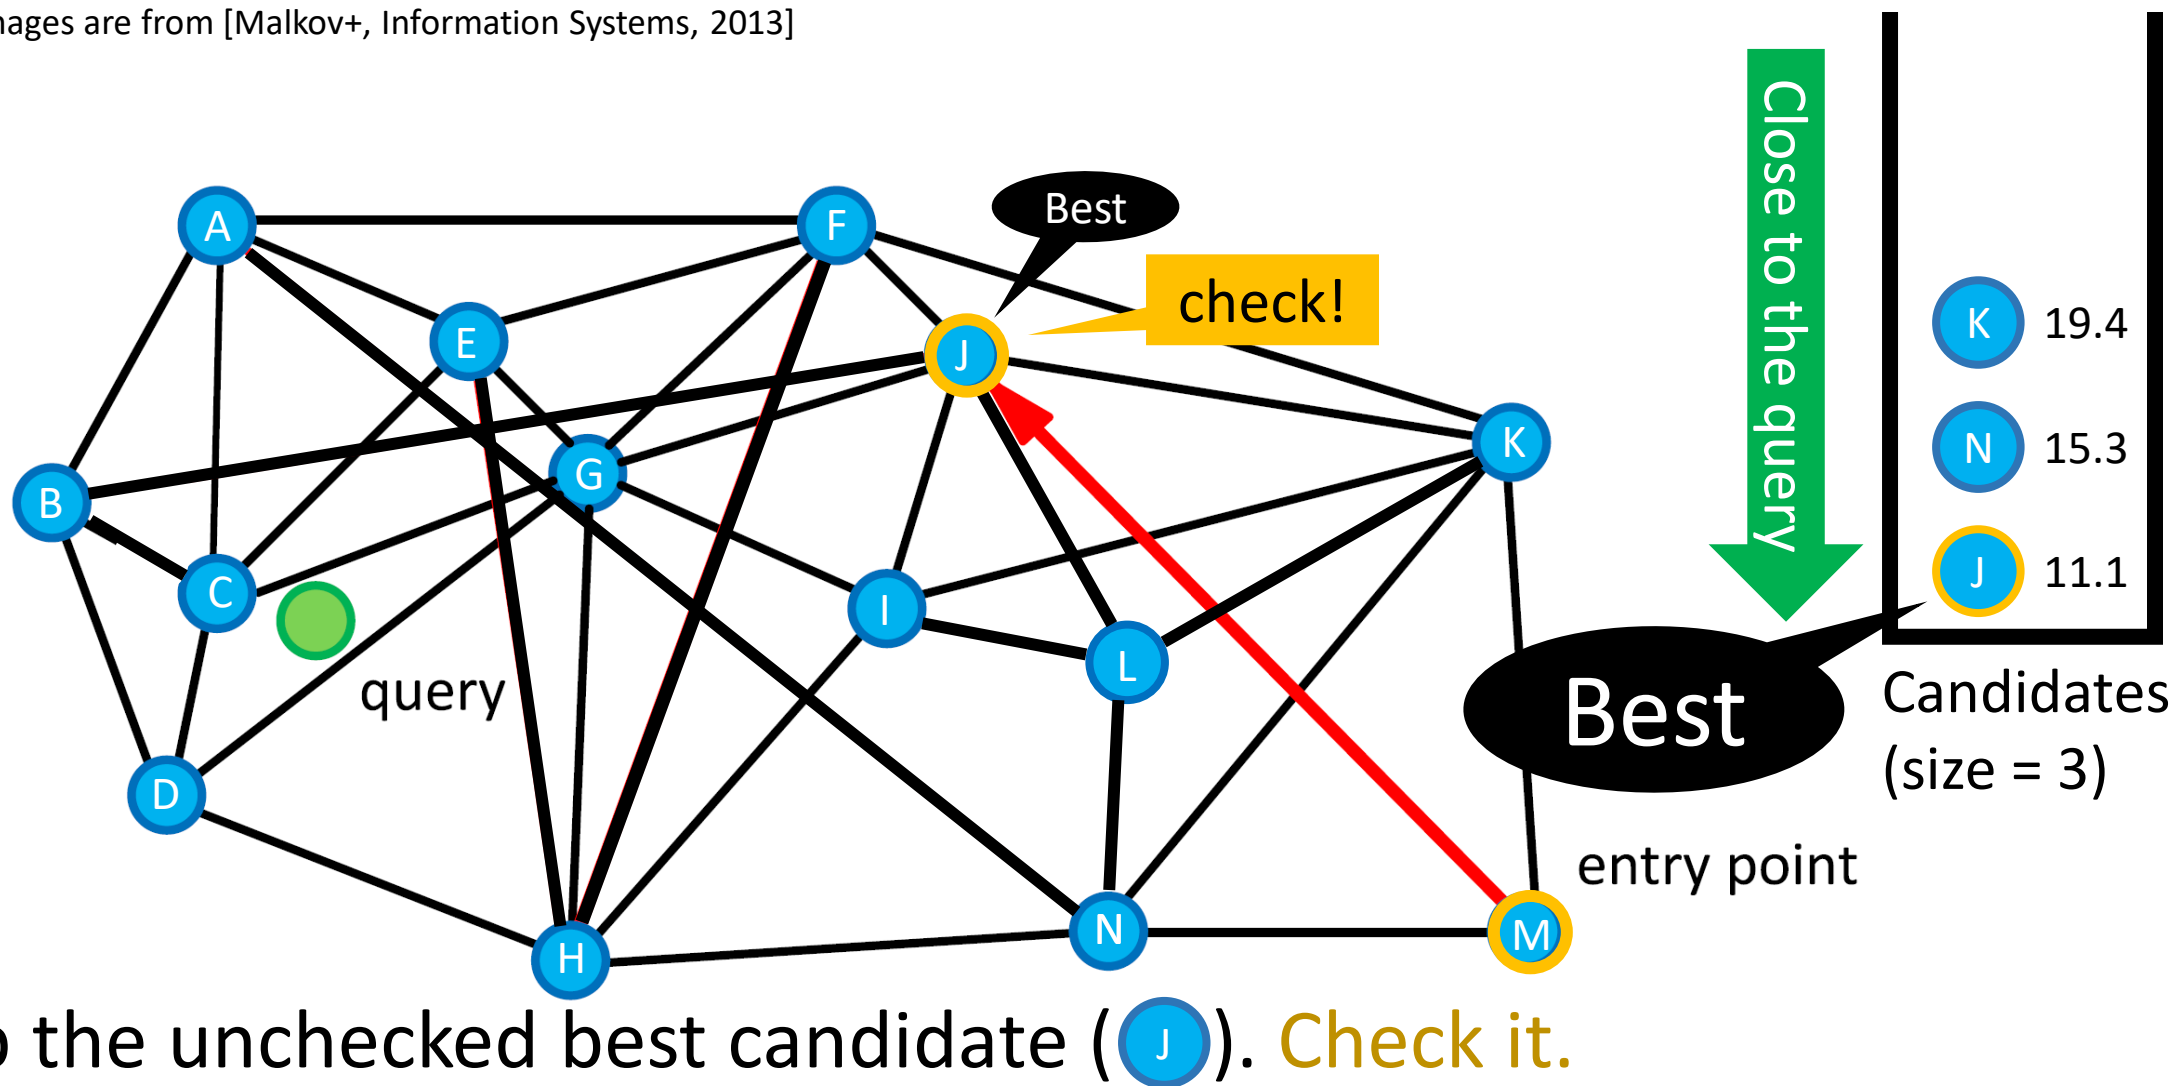 mages are from [Malkov+, Information Systems, 2013]
Close to the query
A
F
Best
check!
E
J
K 19.4
K
N 15.3
G
B
J 11.1
C
I
L
query
Best
Candidates
(size = 3)
D
entry point
N
M
H
the unchecked best candidate ( J ). Check it.